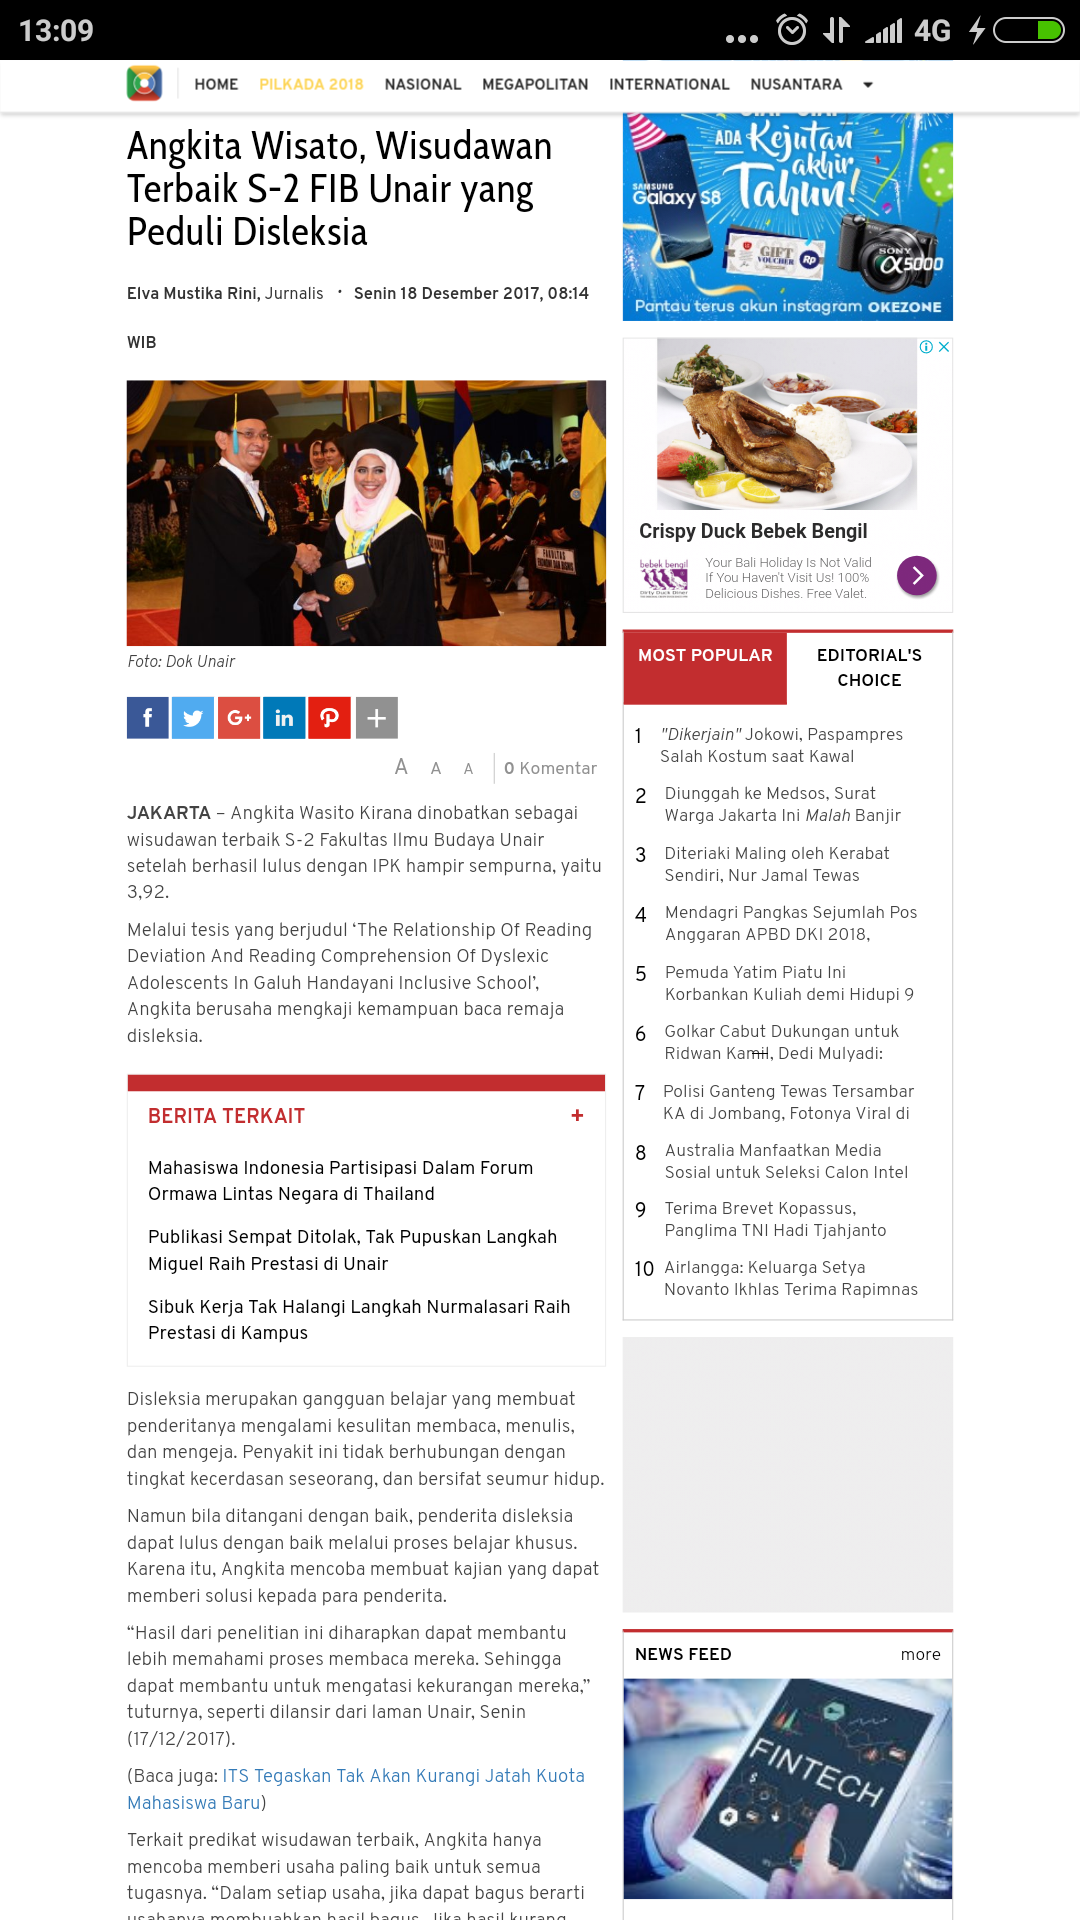 13:09
4G
HOME PILKADA 2018 NASIONAL MEGAPOLITAN INTERNATIONAL NUSANTARA
Angkita Wisato, Wisudawan
Terbaik S-2 FIB Unair yang
Peduli Disleksia
Elva Mustika Rini, Jurnalis · Senin 18 Desember 2017, 08:14
WIB
Foto: Dok Unair
f G+ in
A A A 0 Komentar
JAKARTA – Angkita Wasito Kirana dinobatkan sebagai
wisudawan terbaik S-2 Fakultas Ilmu Budaya Unair
setelah berhasil lulus dengan IPK hampir sempurna, yaitu
3,92.
Melalui tesis yang berjudul ‘The Relationship Of Reading
Deviation And Reading Comprehension Of Dyslexic
Adolescents In Galuh Handayani Inclusive School’,
Angkita berusaha mengkaji kemampuan baca remaja
disleksia.
BERITA TERKAIT +
Mahasiswa Indonesia Partisipasi Dalam Forum
Ormawa Lintas Negara di Thailand
Publikasi Sempat Ditolak, Tak Pupuskan Langkah
Miguel Raih Prestasi di Unair
Sibuk Kerja Tak Halangi Langkah Nurmalasari Raih
Prestasi di Kampus
Disleksia merupakan gangguan belajar yang membuat
penderitanya mengalami kesulitan membaca, menulis,
dan mengeja. Penyakit ini tidak berhubungan dengan
tingkat kecerdasan seseorang, dan bersifat seumur hidup.
Namun bila ditangani dengan baik, penderita disleksia
dapat lulus dengan baik melalui proses belajar khusus.
Karena itu, Angkita mencoba membuat kajian yang dapat
memberi solusi kepada para penderita.
“Hasil dari penelitian ini diharapkan dapat membantu
lebih memahami proses membaca mereka. Sehingga
dapat membantu untuk mengatasi kekurangan mereka,”
tuturnya, seperti dilansir dari laman Unair, Senin
(17/12/2017).
(Baca juga: ITS Tegaskan Tak Akan Kurangi Jatah Kuota
Mahasiswa Baru)
Terkait predikat wisudawan terbaik, Angkita hanya
mencoba memberi usaha paling baik untuk semua
tugasnya. “Dalam setiap usaha, jika dapat bagus berarti
usahanya membuahkan hasil bagus. Jika hasil kurang
ADA Kejutan
akhir
Tahun!
SAMSUNG
Galaxy S8
GIFT
VOUCHER
Rp
SONY
α5000
Pantau terus akun instagram OKEZONE
Crispy Duck Bebek Bengil
bebek bengil
Dirty Duck Diner
Your Bali Holiday Is Not Valid
If You Haven't Visit Us! 100%
Delicious Dishes. Free Valet.
MOST POPULAR
EDITORIAL'S
CHOICE
1 "Dikerjain" Jokowi, Paspampres
Salah Kostum saat Kawal
2 Diunggah ke Medsos, Surat
Warga Jakarta Ini Malah Banjir
3 Diteriaki Maling oleh Kerabat
Sendiri, Nur Jamal Tewas
4 Mendagri Pangkas Sejumlah Pos
Anggaran APBD DKI 2018,
5 Pemuda Yatim Piatu Ini
Korbankan Kuliah demi Hidupi 9
6 Golkar Cabut Dukungan untuk
Ridwan Kamil, Dedi Mulyadi:
7 Polisi Ganteng Tewas Tersambar
KA di Jombang, Fotonya Viral di
8 Australia Manfaatkan Media
Sosial untuk Seleksi Calon Intel
9 Terima Brevet Kopassus,
Panglima TNI Hadi Tjahjanto
10 Airlangga: Keluarga Setya
Novanto Ikhlas Terima Rapimnas
NEWS FEED more
FINTECH